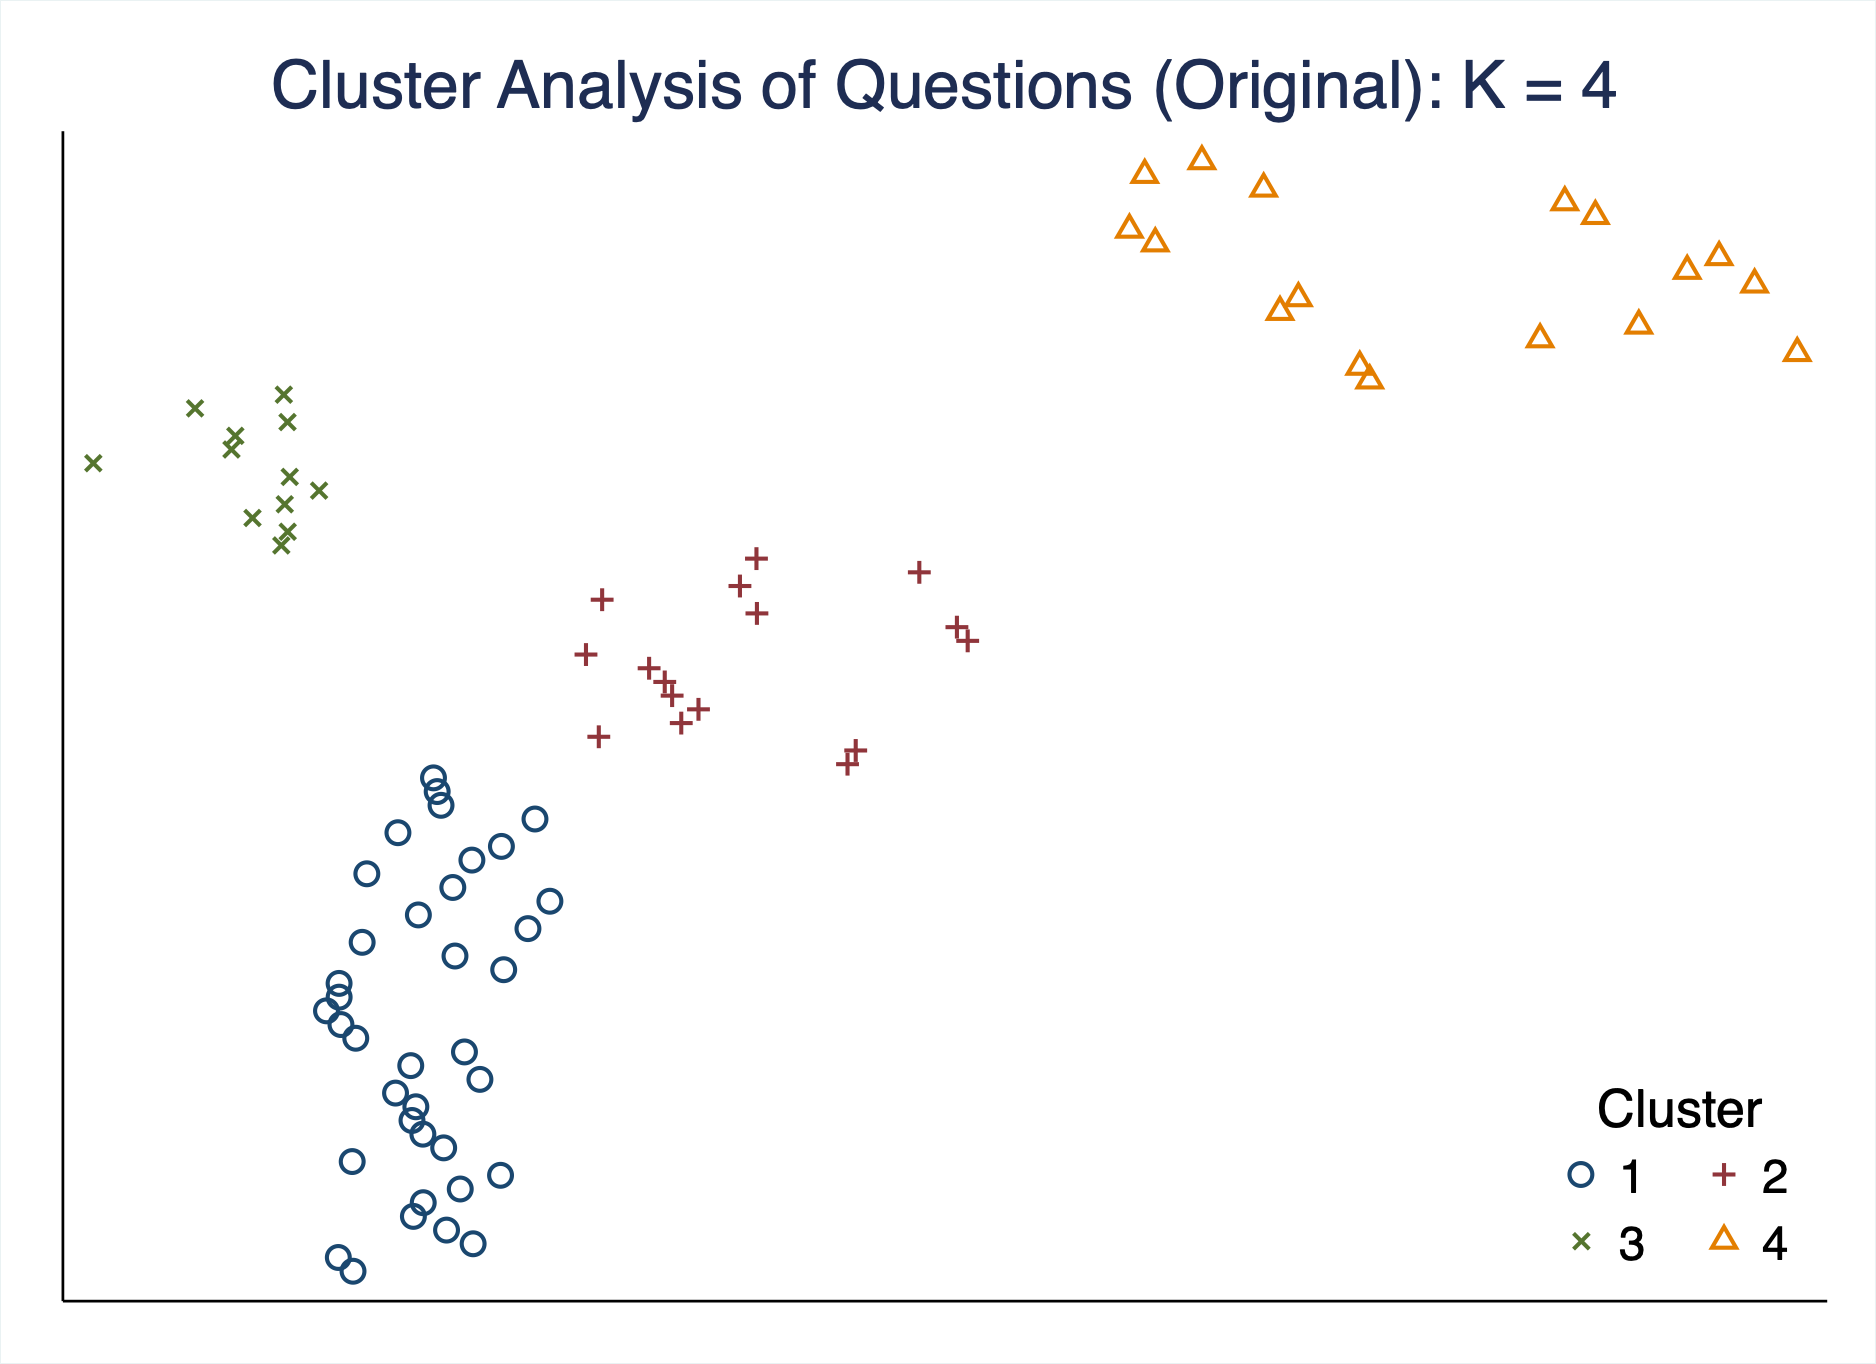 Cluster Analysis of Questions (Original): K = 4
Cluster
1 2
3 4